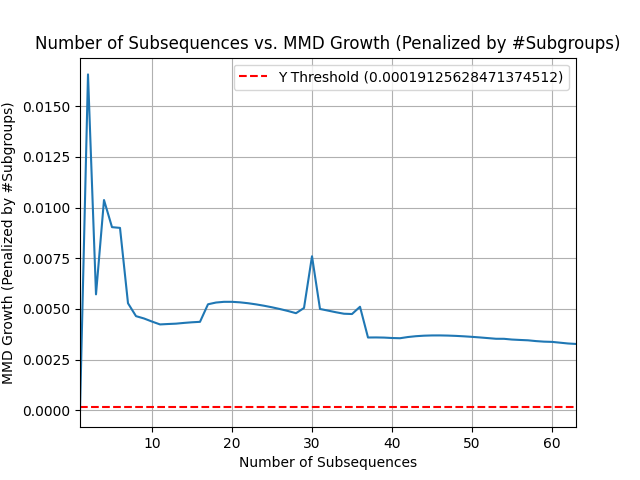 Number of Subsequences vs. MMD Growth (Penalized by #Subgroups)
Y Threshold (0.00019125628471374512)
MMD Growth (Penalized by #Subgroups)
0.0150
0.0125
0.0100
0.0075
0.0050
0.0025
0.0000
10 20 30 40 50 60
Number of Subsequences